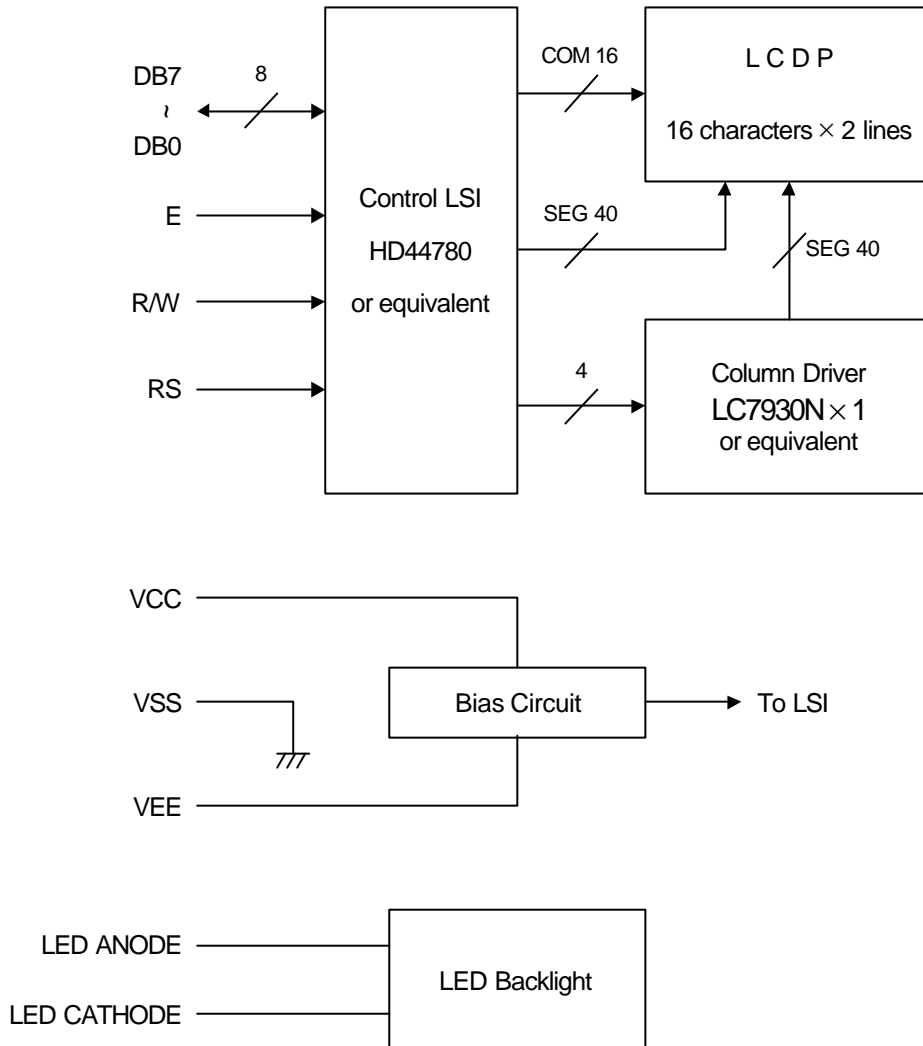 DB7
~
DB0
8
E
R/W
RS
Control LSI
HD44780
or equivalent
COM 16
SEG 40
4
L C D P
16 characters × 2 lines
SEG 40
Column Driver
LC7930N × 1
or equivalent
VCC
VSS
VEE
Bias Circuit
To LSI
LED ANODE
LED CATHODE
LED Backlight